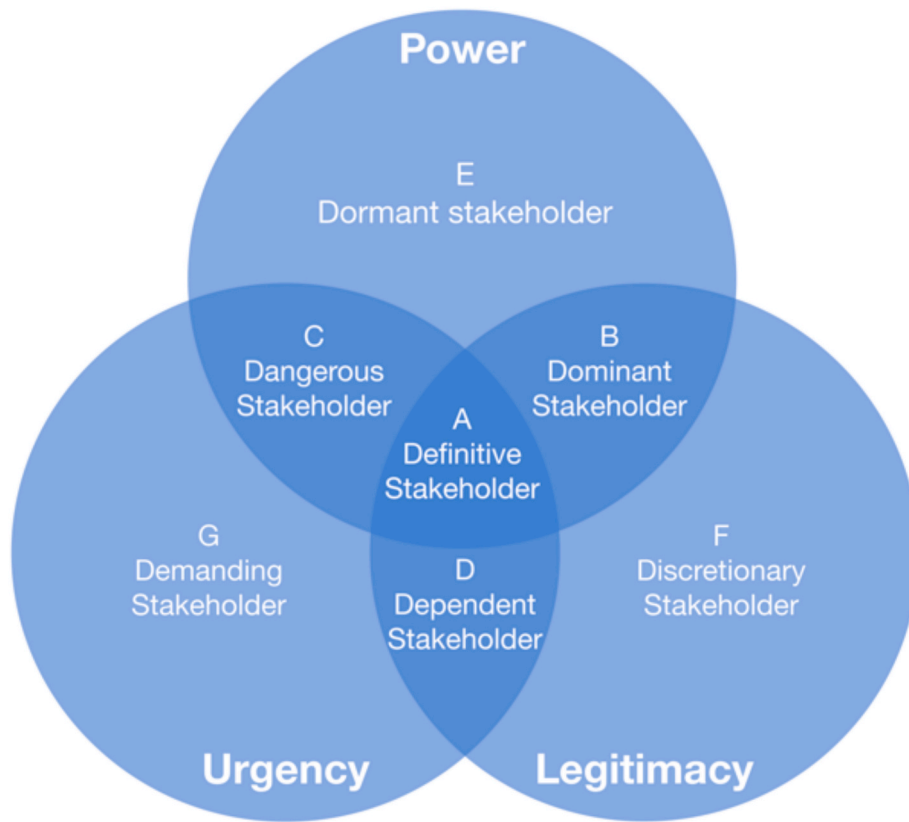 Power
E
Dormant stakeholder
C
Dangerous
Stakeholder
B
Dominant
Stakeholder
A
Definitive
Stakeholder
G
Demanding
Stakeholder
D
Dependent
Stakeholder
F
Discretionary
Stakeholder
Urgency
Legitimacy